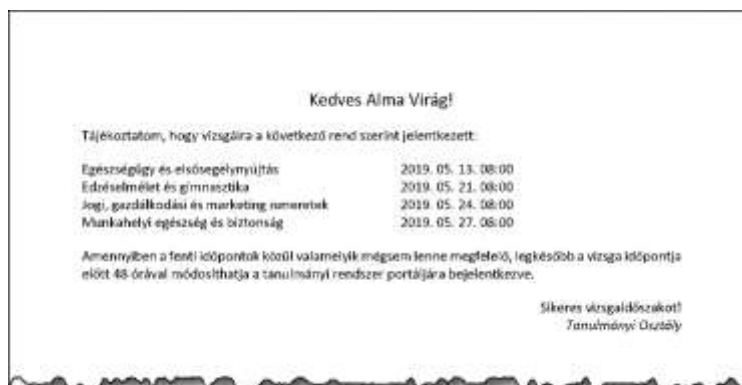 Kedves Alma Virág!
Tájékoztatom, hogy vizsgáira a következő rend szerint jelentkezett:
Egészségügy és elsősegélynyújtás 2019. 05. 13. 08:00
Edzéselmélet és gimnasztika 2019. 05. 21. 08:00
Jogi, gazdálkodási és marketing ismeretek 2019. 05. 24. 08:00
Munkahelyi egészség és biztonság 2019. 05. 27. 08:00
Amennyiben a fenti időpontok közül valamelyik mégsem lenne megfelelő, legkésőbb a vizsga időpontja
előtt 48 órával módosíthatja a tanulmányi rendszer portáljára bejelentkezve.
Sikeres vizsgaidőszakot!
Tanulmányi Osztály